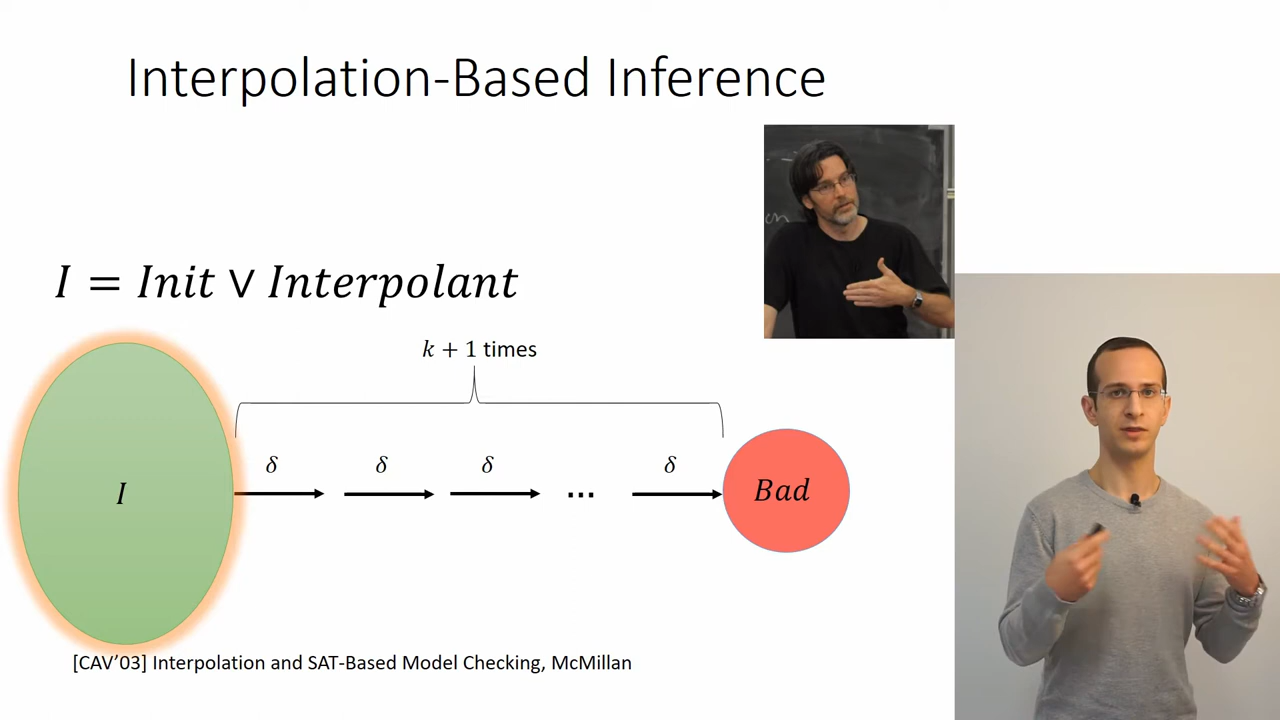 Interpolation-Based Inference
I = Init ∨ Interpolant
k + 1 times
δ δ δ δ
I ... Bad
[CAV'03] Interpolation and SAT-Based Model Checking, McMillan